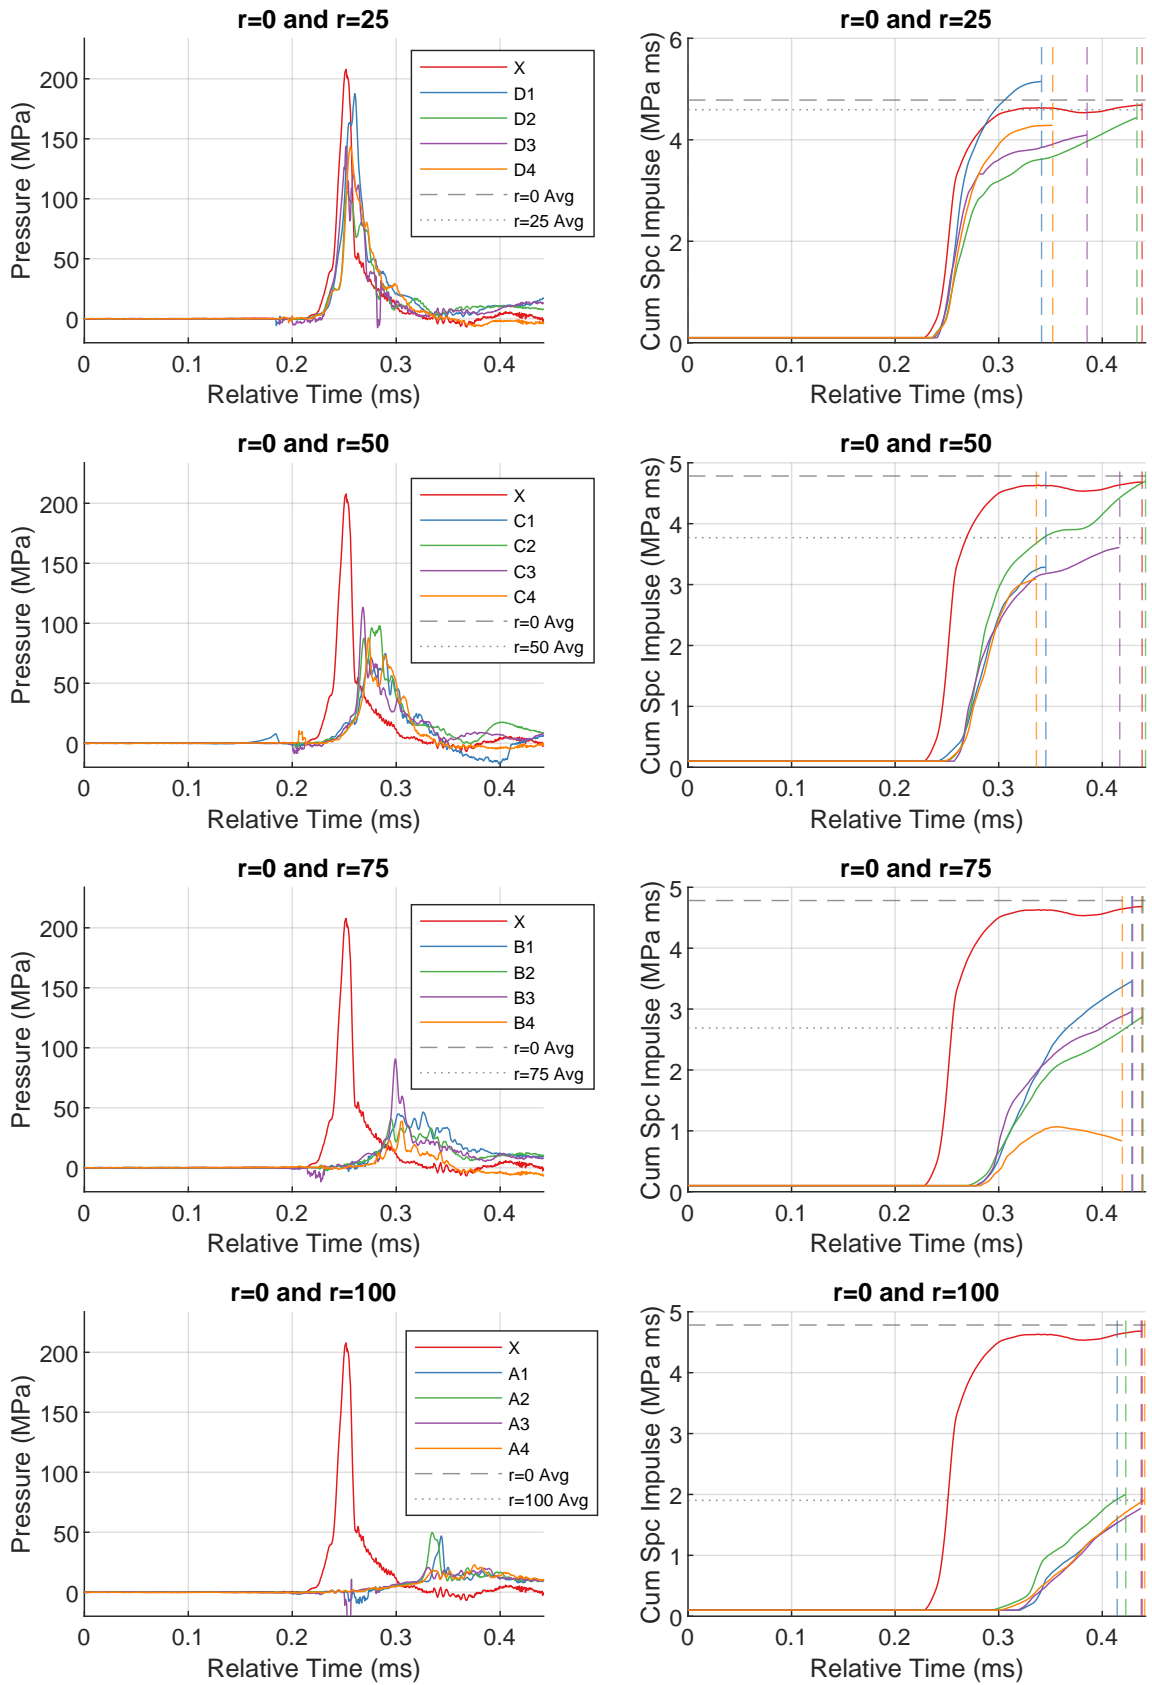 r=0 and r=25
r=0 and r=25
Pressure (MPa)
200
150
100
50
0
0
0.1
0.2
0.3
0.4
Relative Time (ms)
X
D1
D2
D3
D4
r=0 Avg
r=25 Avg
Cum Spc Impulse (MPa ms)
6
4
2
0
0
0.1
0.2
0.3
0.4
Relative Time (ms)
r=0 and r=50
r=0 and r=50
Pressure (MPa)
200
150
100
50
0
0
0.1
0.2
0.3
0.4
Relative Time (ms)
X
C1
C2
C3
C4
r=0 Avg
r=50 Avg
Cum Spc Impulse (MPa ms)
5
4
3
2
1
0
0
0.1
0.2
0.3
0.4
Relative Time (ms)
r=0 and r=75
r=0 and r=75
Pressure (MPa)
200
150
100
50
0
0
0.1
0.2
0.3
0.4
Relative Time (ms)
X
B1
B2
B3
B4
r=0 Avg
r=75 Avg
Cum Spc Impulse (MPa ms)
5
4
3
2
1
0
0
0.1
0.2
0.3
0.4
Relative Time (ms)
r=0 and r=100
r=0 and r=100
Pressure (MPa)
200
150
100
50
0
0
0.1
0.2
0.3
0.4
Relative Time (ms)
X
A1
A2
A3
A4
r=0 Avg
r=100 Avg
Cum Spc Impulse (MPa ms)
5
4
3
2
1
0
0
0.1
0.2
0.3
0.4
Relative Time (ms)